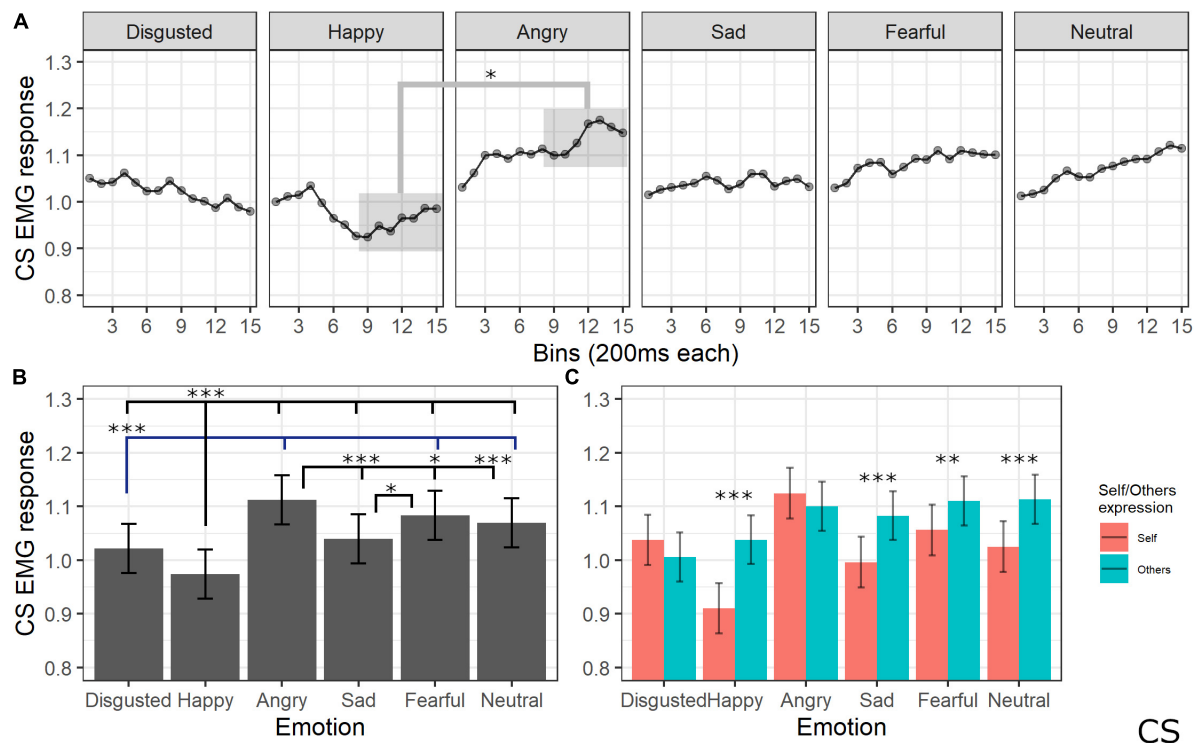 A
Disgusted Happy Angry Sad Fearful Neutral
CS EMG response
1.3
1.2
1.1
1.0
0.9
0.8
*
3 6 9 12 15 3 6 9 12 15 3 6 9 12 15 3 6 9 12 15 3 6 9 12 15 3 6 9 12 15
Bins (200ms each)
B
CS EMG response
1.3
1.2
1.1
1.0
0.9
0.8
***
***
*** * ***
*
Disgusted Happy Angry Sad Fearful Neutral
Emotion
C
1.3
1.2
1.1
1.0
0.9
0.8
*** *** ** ***
Disgusted Happy Angry Sad Fearful Neutral
Emotion
Self/Others
expression
Self
Others
CS